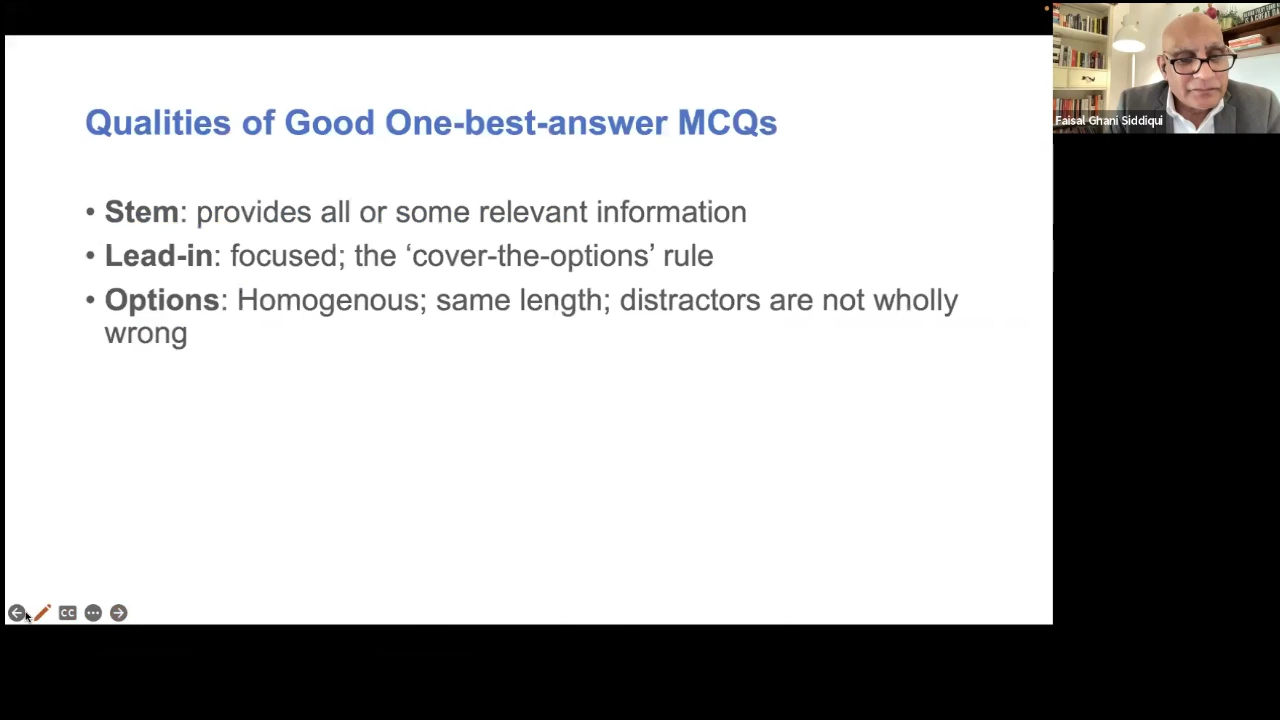 Qualities of Good One-best-answer MCQs
• Stem: provides all or some relevant information
• Lead-in: focused; the ‘cover-the-options’ rule
• Options: Homogenous; same length; distractors are not wholly
wrong
CC
Faisal Ghani Siddiqui